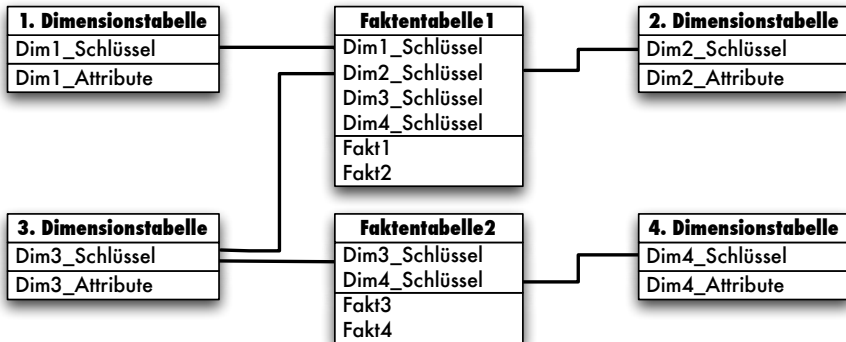 1. Dimensionstabelle
Dim1_Schlüssel
Dim1_Attribute
Faktentabelle1
Dim1_Schlüssel
Dim2_Schlüssel
Dim3_Schlüssel
Dim4_Schlüssel
Fakt1
Fakt2
2. Dimensionstabelle
Dim2_Schlüssel
Dim2_Attribute
3. Dimensionstabelle
Dim3_Schlüssel
Dim3_Attribute
Faktentabelle2
Dim3_Schlüssel
Dim4_Schlüssel
Fakt3
Fakt4
4. Dimensionstabelle
Dim4_Schlüssel
Dim4_Attribute